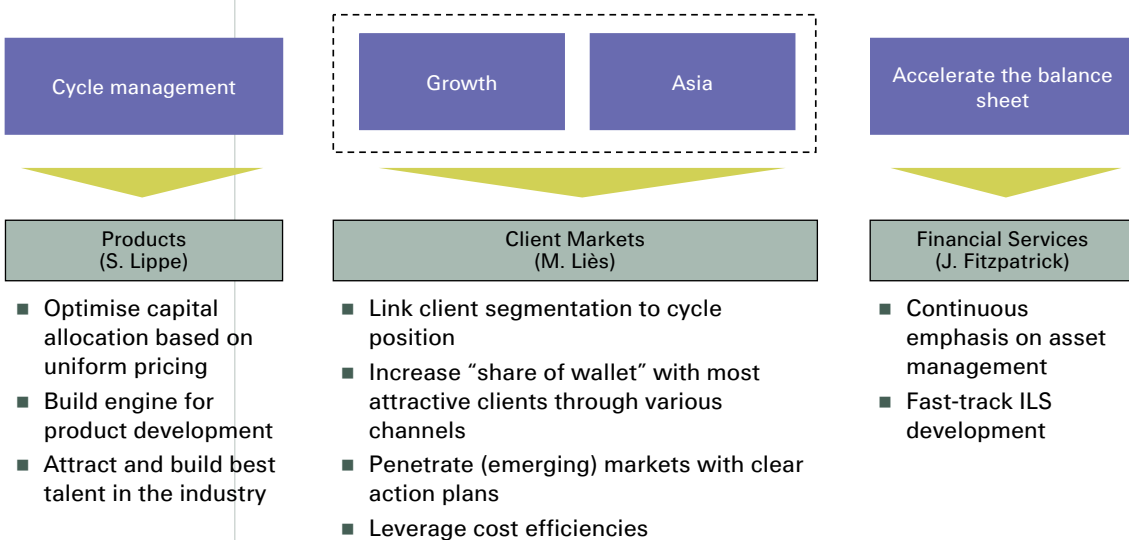 Cycle management
Growth
Asia
Accelerate the balance
sheet
Products
(S. Lippe)
Client Markets
(M. Liès)
Financial Services
(J. Fitzpatrick)
■ Optimise capital
allocation based on
uniform pricing
■ Build engine for
product development
■ Attract and build best
talent in the industry
■ Link client segmentation to cycle
position
■ Increase “share of wallet” with most
attractive clients through various
channels
■ Penetrate (emerging) markets with clear
action plans
■ Leverage cost efficiencies
■ Continuous
emphasis on asset
management
■ Fast-track ILS
development